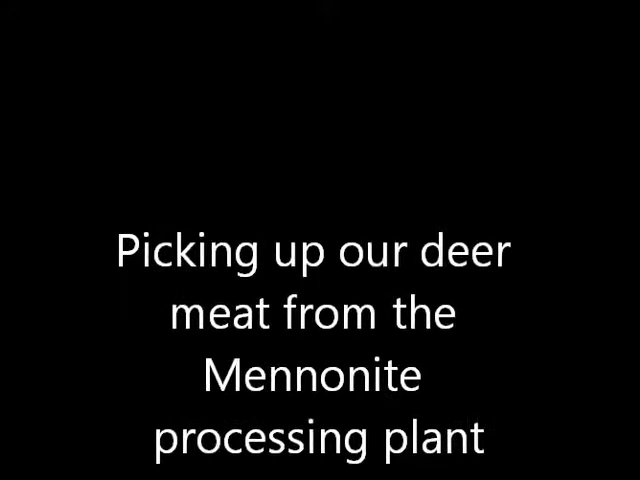 Picking up our deer
meat from the
Mennonite
processing plant